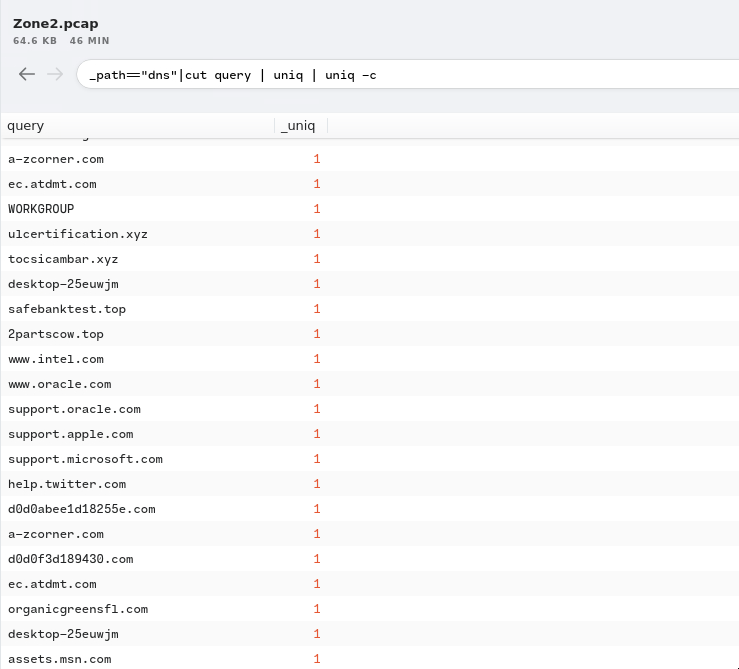 Zone2.pcap
64.6 KB 46 MIN
_path=="dns"|cut query | uniq | uniq -c
query _uniq
a-zcorner.com 1
ec.atdmt.com 1
WORKGROUP 1
ulcertification.xyz 1
tocsicambar.xyz 1
desktop-25euwjm 1
safebanktest.top 1
2partscow.top 1
www.intel.com 1
www.oracle.com 1
support.oracle.com 1
support.apple.com 1
support.microsoft.com 1
help.twitter.com 1
d0d0abee1d18255e.com 1
a-zcorner.com 1
d0d0f3d189430.com 1
ec.atdmt.com 1
organicgreensfl.com 1
desktop-25euwjm 1
assets.msn.com 1